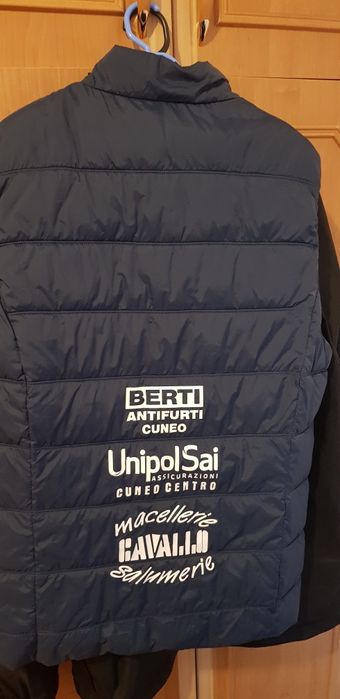 BERTI
ANTIFURTI
CUNEO
UnipolSai
ASSICURAZIONI
CUNEO CENTRO
macellerie
CAVALLO
salumerie